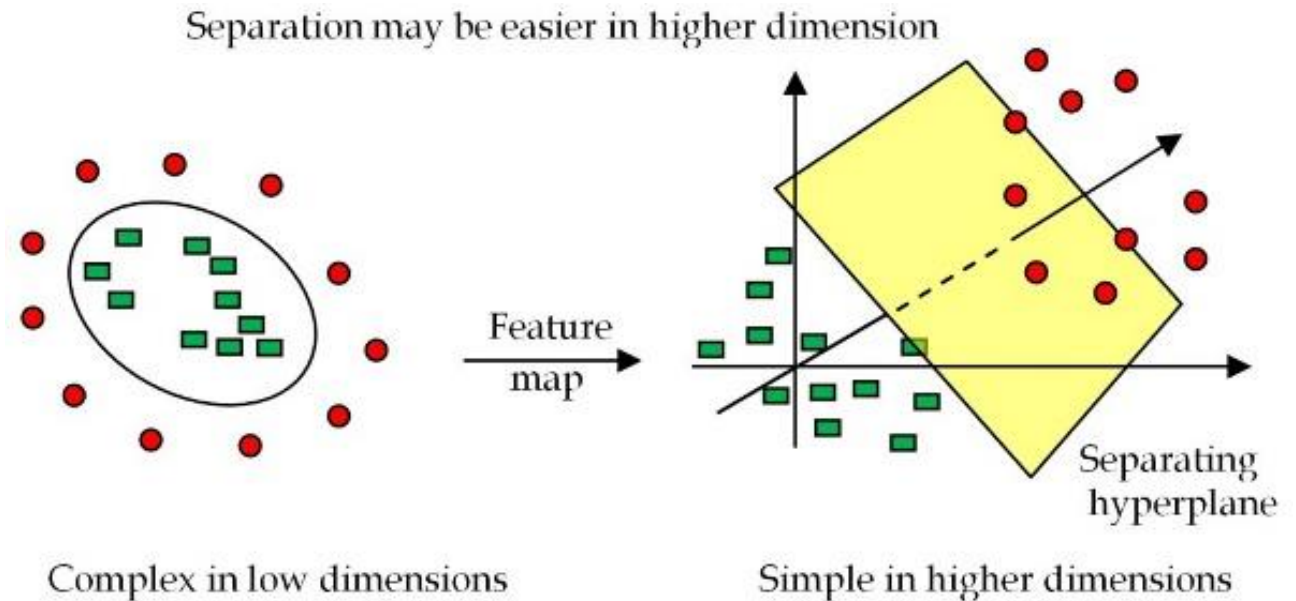 Separation may be easier in higher dimension
Feature
map
Separating
hyperplane
Complex in low dimensions
Simple in higher dimensions